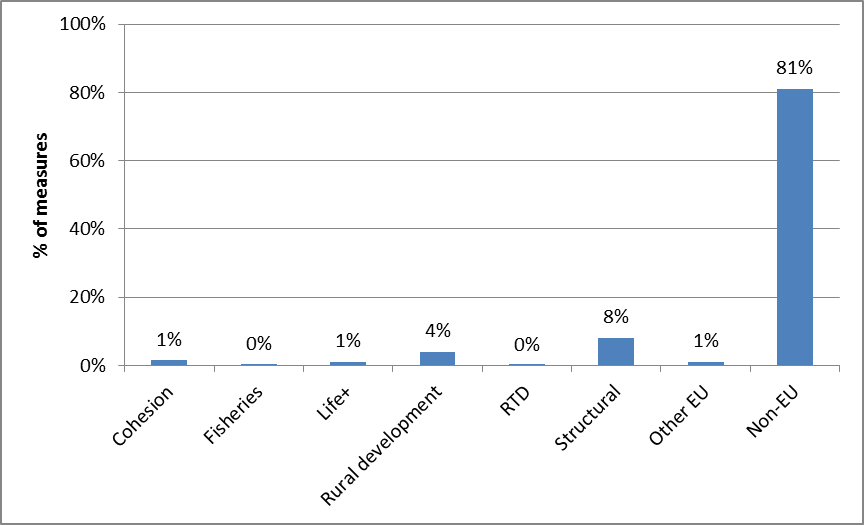 100%
80%
60%
40%
20%
0%
% of measures
1%
0%
1%
4%
0%
8%
1%
81%
Cohesion
Fisheries
Life+
Rural development
RTD
Structural
Other EU
Non-EU